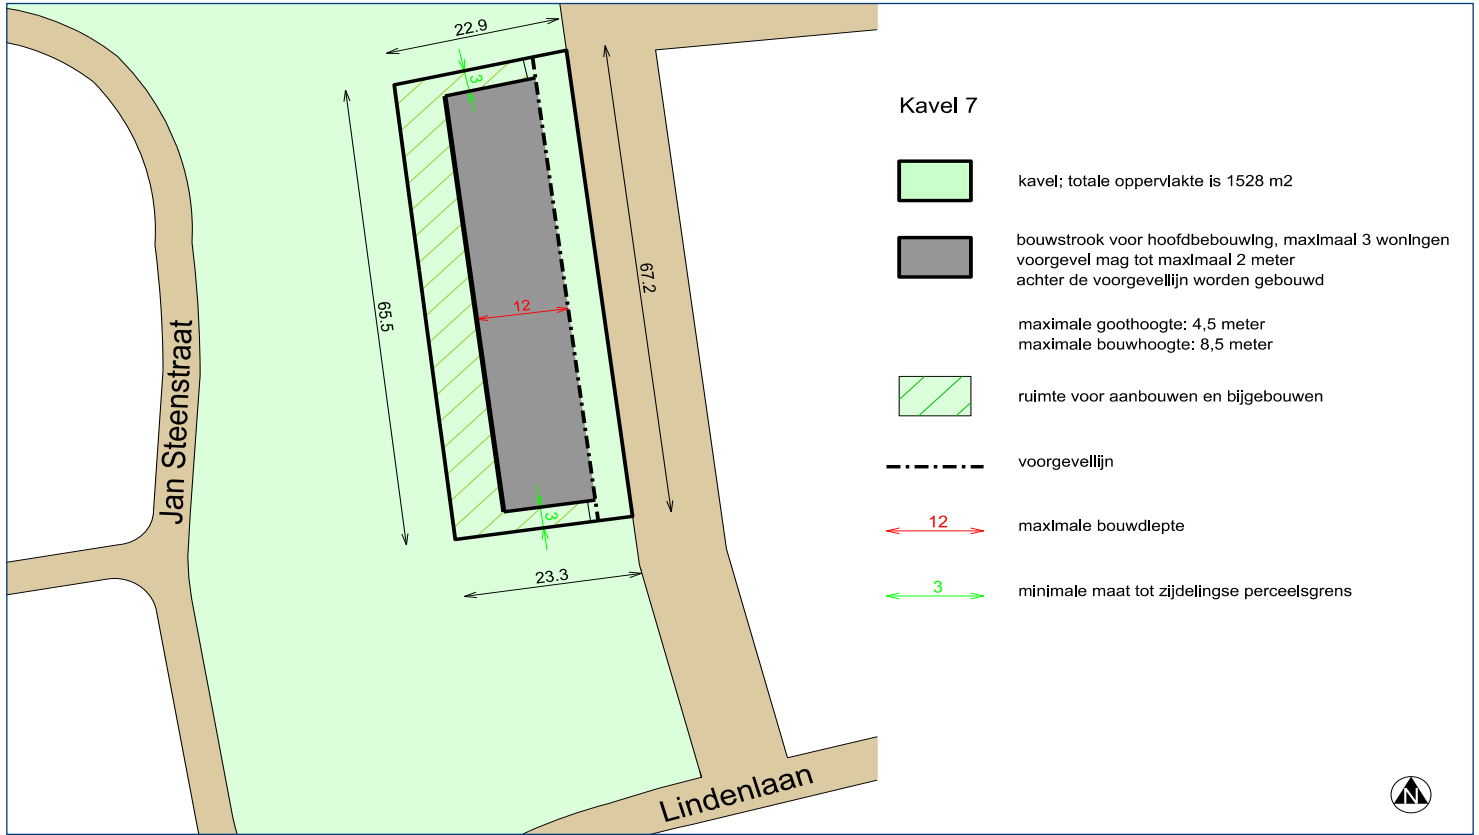 22.9
3
67.2
65.5
12
3
23.3
Jan Steenstraat
Lindenlaan
Kavel 7
kavel; totale oppervlakte is 1528 m2
bouwstrook voor hoofdbebouwing, maximaal 3 woningen
voorgevel mag tot maximaal 2 meter
achter de voorgevellijn worden gebouwd
maximale goothoogte: 4,5 meter
maximale bouwhoogte: 8,5 meter
ruimte voor aanbouwen en bijgebouwen
voorgevellijn
12
maximale bouwdiepte
3
minimale maat tot zijdelingse perceelsgrens
N